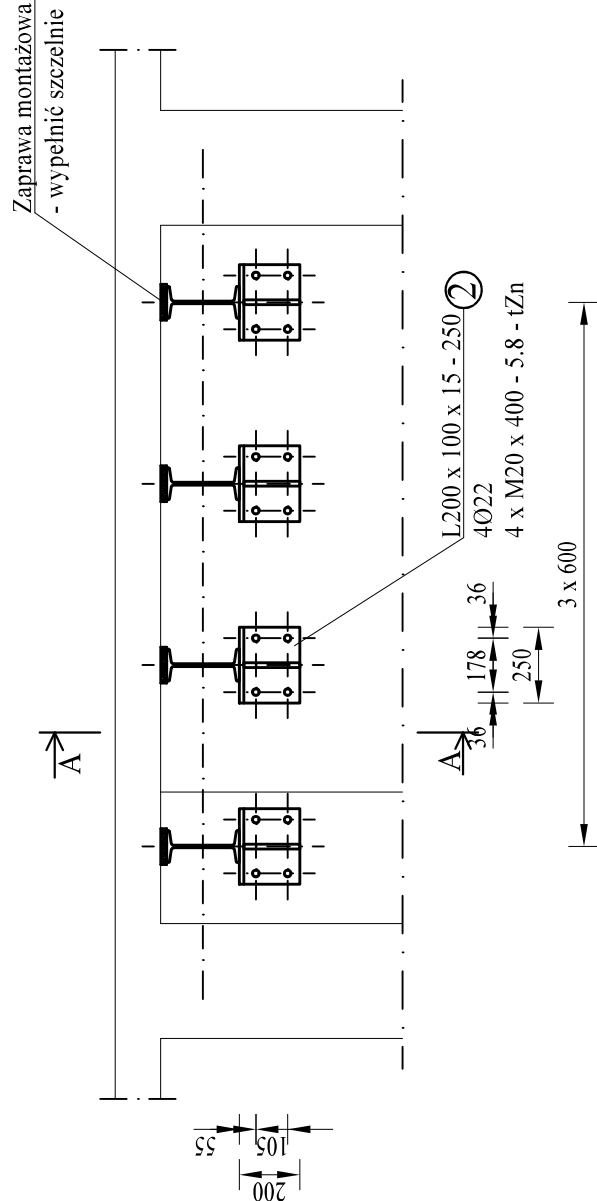 Zaprawa montażowa
- wypełnić szczelnie
A
A
L200 x 100 x 15 - 250
2
4Ø22
4 x M20 x 400 - 5.8 - tZn
36
178
36
250
3 x 600
55
105
200